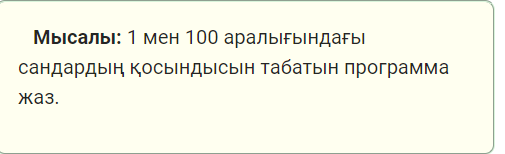 Мысалы: 1 мен 100 аралығындағы
сандардың қосындысын табатын программа
жаз.